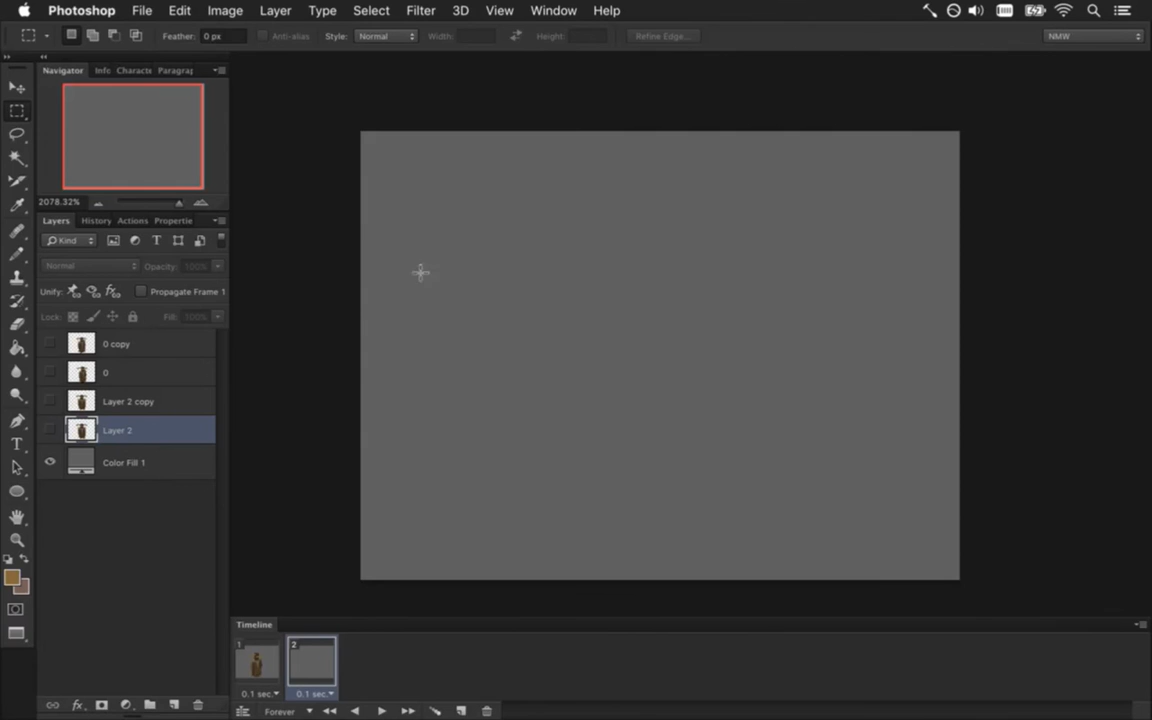 Photoshop File Edit Image Layer Type Select Filter 3D View Window Help
Feather: 0 px Anti-alias Style: Normal Width: Height: Refine Edge... NMW
Navigator Info Characte Paragrap
2078.32%
Layers History Actions Propertie
Kind
Normal Opacity: 100%
Unify: Propagate Frame 1
Lock: Fill: 100%
0 copy
0
Layer 2 copy
Layer 2
Color Fill 1
Timeline
1 2
0.1 sec. 0.1 sec.
Forever